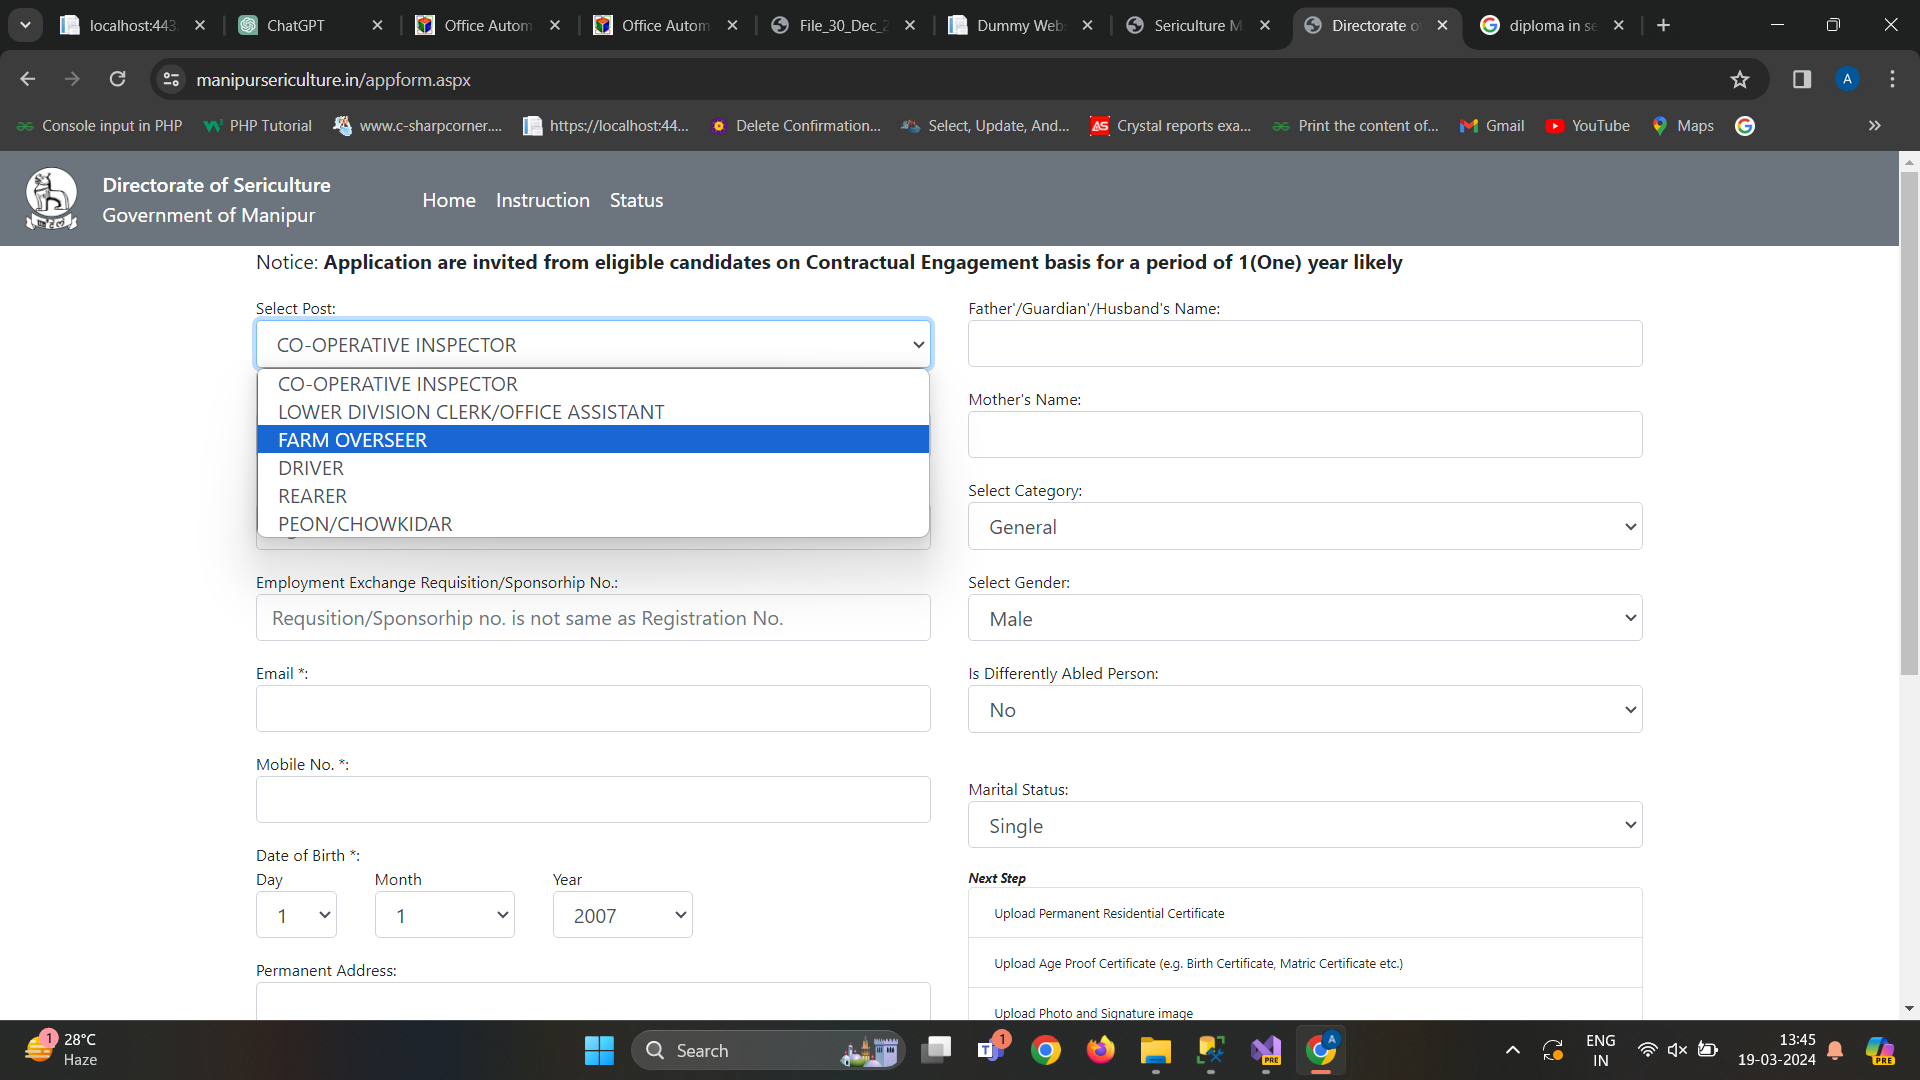 localhost:443
ChatGPT
Office Autom
Office Autom
File_30_Dec_2
Dummy Web
Sericulture M
Directorate of
diploma in se
manipursericulture.in/appform.aspx
A
Console input in PHP
PHP Tutorial
www.c-sharpcorner....
https://localhost:44...
Delete Confirmation...
Select, Update, And...
Crystal reports exa...
Print the content of...
Gmail
YouTube
Maps
Directorate of Sericulture
Government of Manipur
Home
Instruction
Status
Notice: Application are invited from eligible candidates on Contractual Engagement basis for a period of 1(One) year likely
Select Post:
CO-OPERATIVE INSPECTOR
CO-OPERATIVE INSPECTOR
LOWER DIVISION CLERK/OFFICE ASSISTANT
FARM OVERSEER
DRIVER
REARER
PEON/CHOWKIDAR
Employment Exchange Requisition/Sponsorhip No.:
Requsition/Sponsorhip no. is not same as Registration No.
Email *:
Mobile No. *:
Date of Birth *:
Day
Month
Year
1
1
2007
Permanent Address:
Father'/Guardian'/Husband's Name:
Mother's Name:
Select Category:
General
Select Gender:
Male
Is Differently Abled Person:
No
Marital Status:
Single
Next Step
Upload Permanent Residential Certificate
Upload Age Proof Certificate (e.g. Birth Certificate, Matric Certificate etc.)
Upload Photo and Signature image
1
28°C
Haze
Search
1
PRE
A
ENG
IN
13:45
19-03-2024
PRE